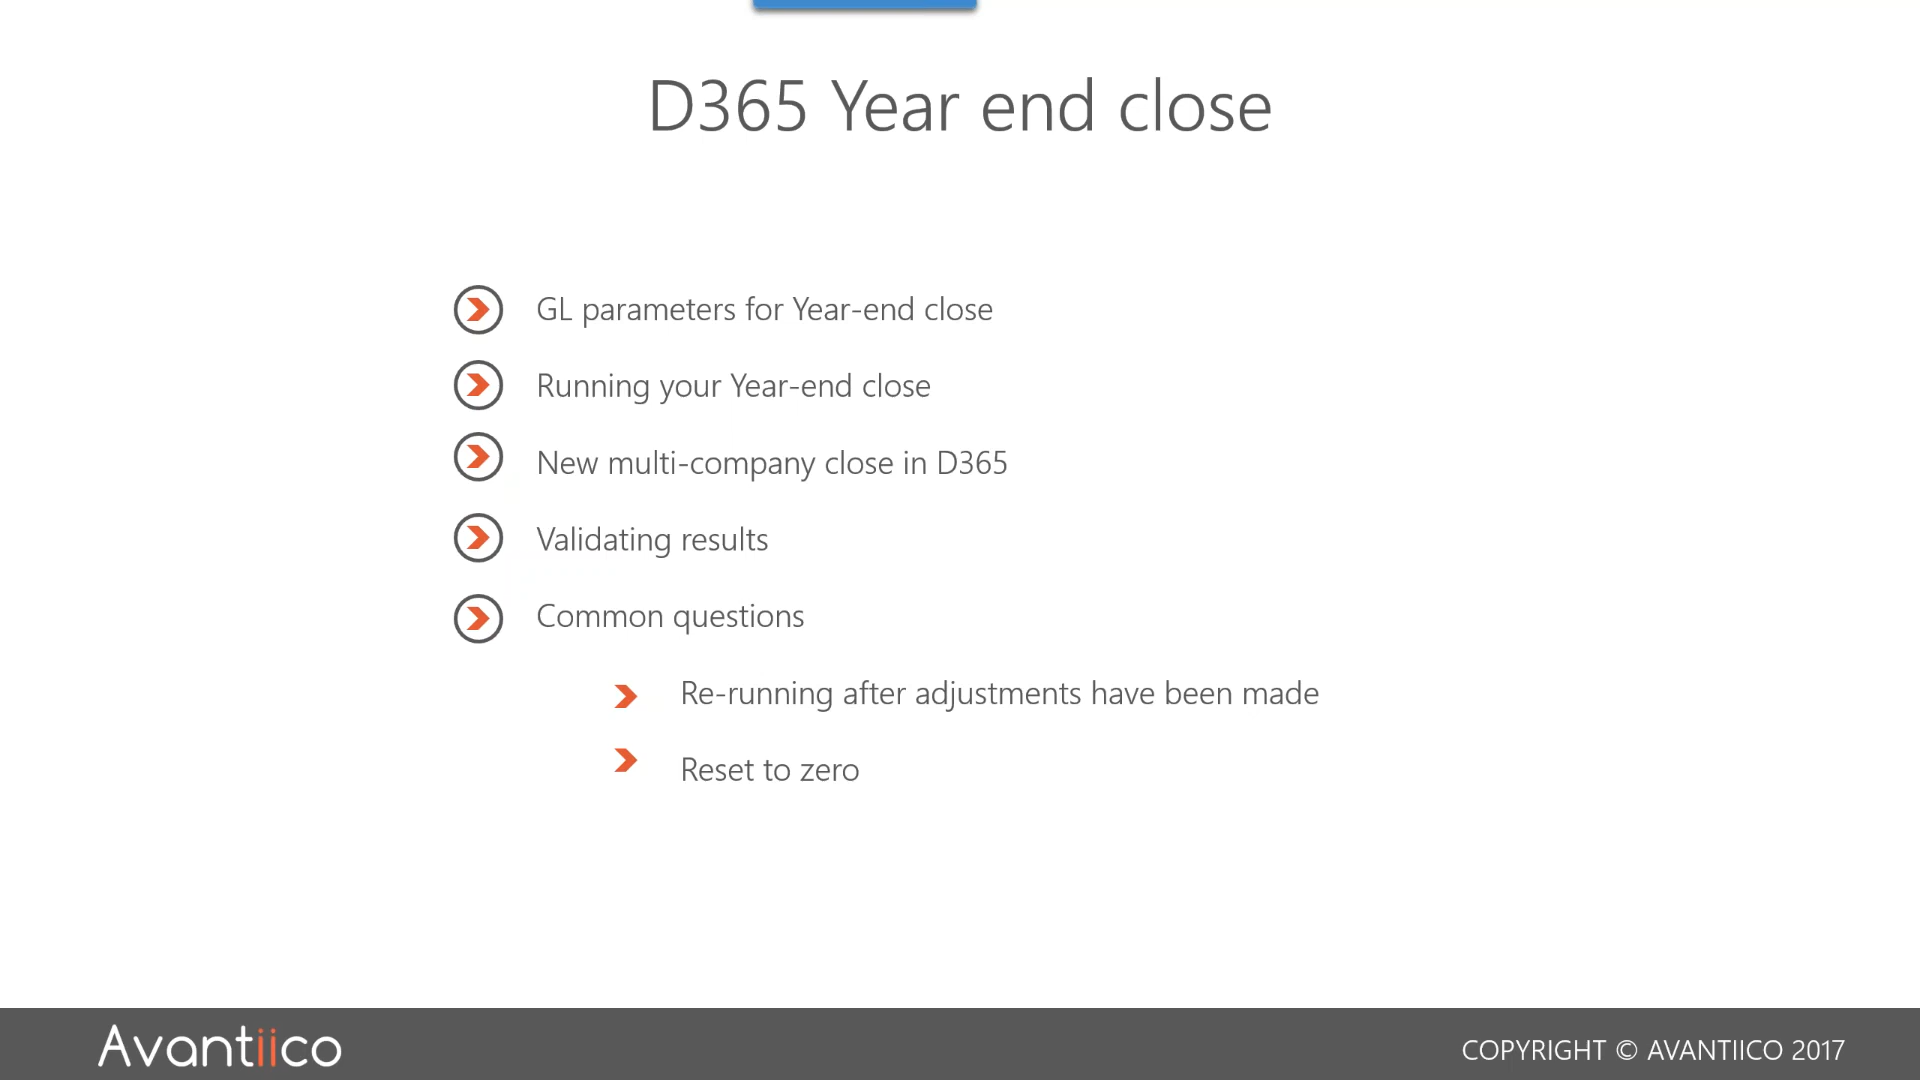 D365 Year end close
GL parameters for Year-end close
Running your Year-end close
New multi-company close in D365
Validating results
Common questions
Re-running after adjustments have been made
Reset to zero
Avantiico
COPYRIGHT © AVANTIICO 2017